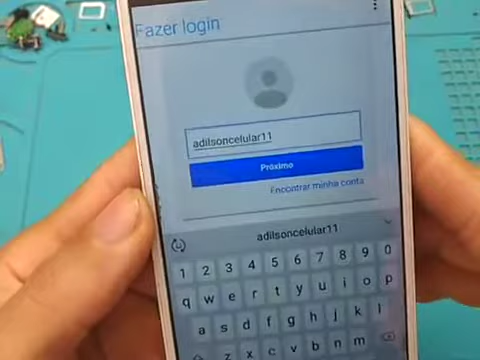 Fazer login
adilsoncelular11
Próximo
Encontrar minha conta
adilsoncelular11
1 2 3 4 5 6 7 8 9 0
q w e r t y u i o p
a s d f g h j k l
z x c v b n m